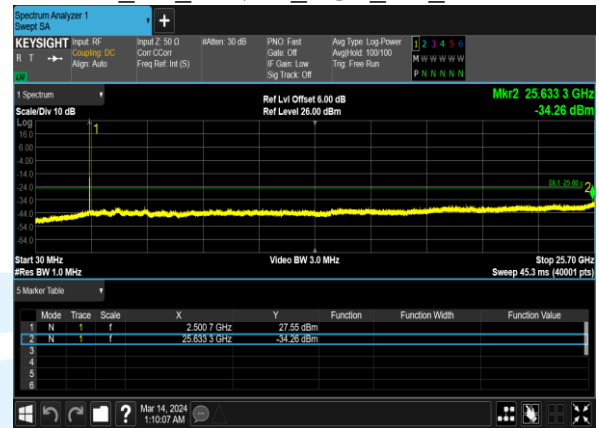 Spectrum Analyzer 1
Swept SA
KEYSIGHT Input: RF Input Z: 50 Ω #Atten: 30 dB PNO: Fast Avg Type: Log-Power 1 2 3 4 5 6
R T Coupling: DC Corr CCorr Gate: Off Avg|Hold: 100/100 M W W W W W
Align: Auto Freq Ref: Int (S) IF Gain: Low Trig: Free Run
Sig Track: Off P N N N N N
1 Spectrum Ref Lvl Offset 6.00 dB Mkr2 25.633 3 GHz
Scale/Div 10 dB Ref Level 26.00 dBm -34.26 dBm
Log
16.0 1
6.00
-4.00
-14.0
-24.0 2
-34.0
-44.0
-54.0
-64.0
Start 30 MHz Video BW 3.0 MHz Stop 25.70 GHz
#Res BW 1.0 MHz Sweep 45.3 ms (40001 pts)
5 Marker Table
Mode Trace Scale X Y Function Function Width Function Value
1 N 1 f 2.500 7 GHz 27.55 dBm
2 N 1 f 25.633 3 GHz -34.26 dBm
3
4
5
6
? Mar 14, 2024
1:10:07 AM